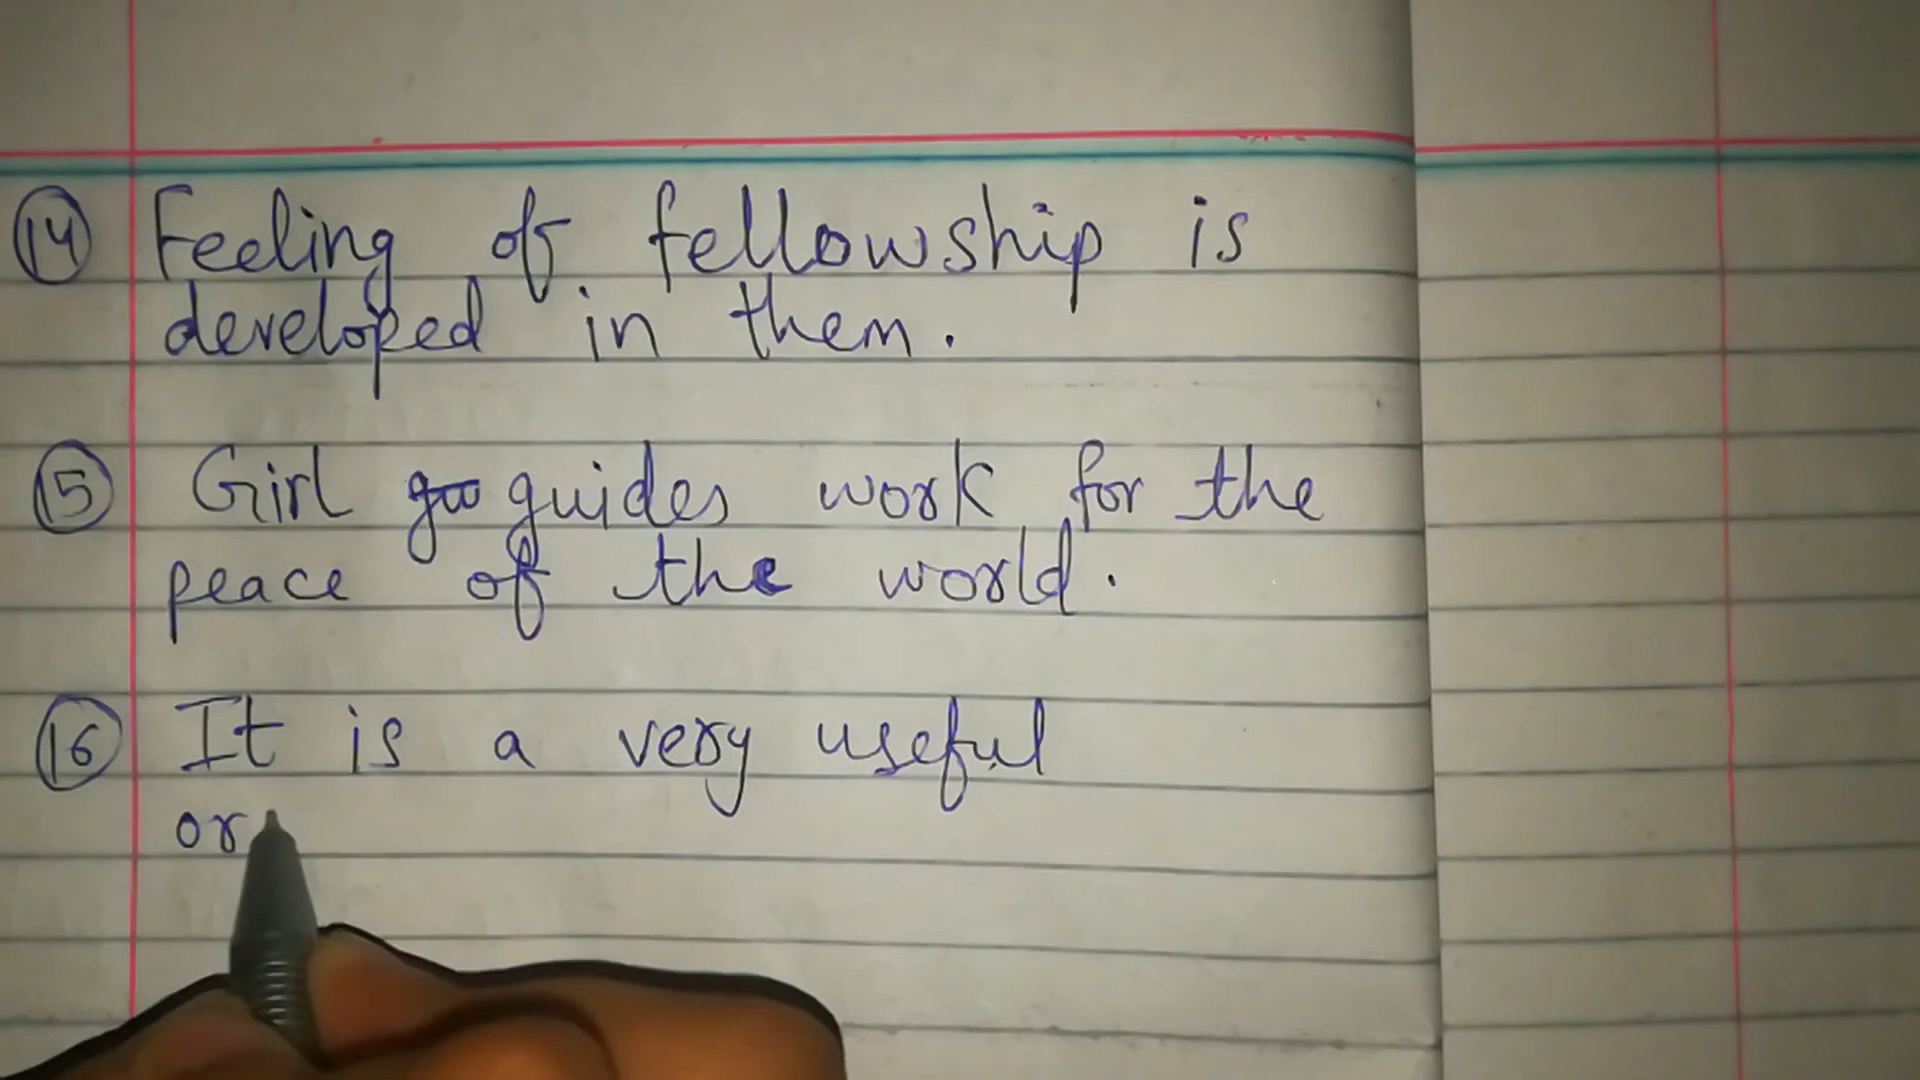 14 Feeling of fellowship is
developed in them.
15 Girl guides work for the
peace of the world.
16 It is a very useful
or